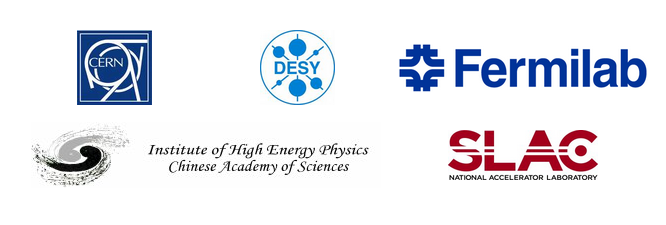 CERN
DESY
Fermilab
Institute of High Energy Physics
Chinese Academy of Sciences
SLAC
NATIONAL ACCELERATOR LABORATORY